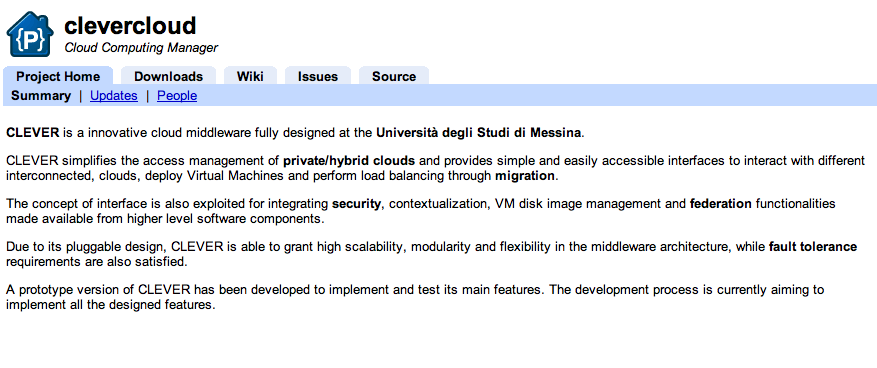 {P}
clevercloud
Cloud Computing Manager
Project Home Downloads Wiki Issues Source
Summary | Updates | People
CLEVER is a innovative cloud middleware fully designed at the Università degli Studi di Messina.
CLEVER simplifies the access management of private/hybrid clouds and provides simple and easily accessible interfaces to interact with different
interconnected, clouds, deploy Virtual Machines and perform load balancing through migration.
The concept of interface is also exploited for integrating security, contextualization, VM disk image management and federation functionalities
made available from higher level software components.
Due to its pluggable design, CLEVER is able to grant high scalability, modularity and flexibility in the middleware architecture, while fault tolerance
requirements are also satisfied.
A prototype version of CLEVER has been developed to implement and test its main features. The development process is currently aiming to
implement all the designed features.